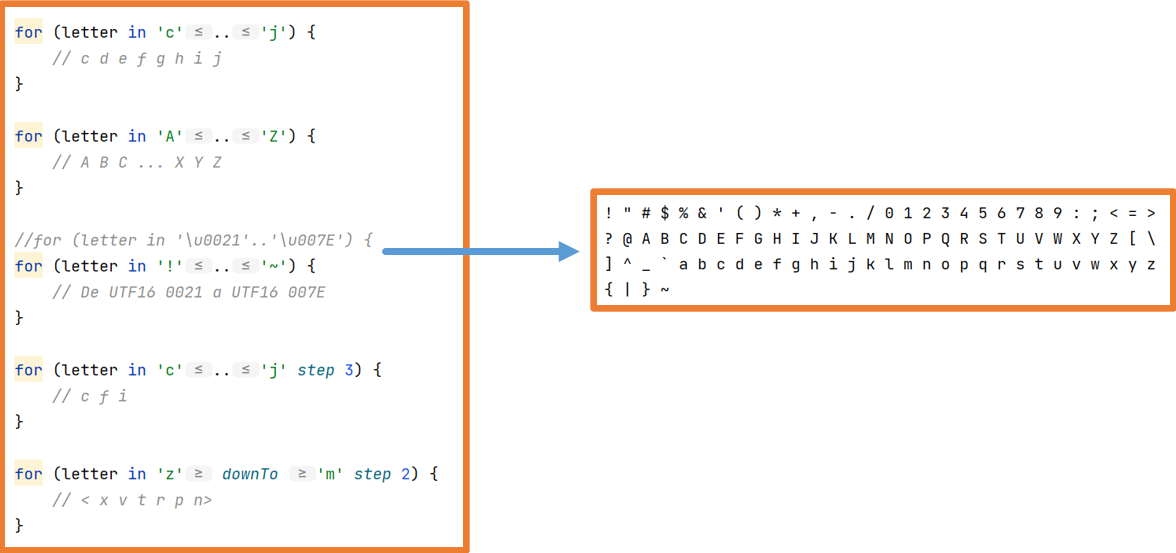 for (letter in 'c' ≤ .. ≤ 'j') {
    // c d e f g h i j
}
for (letter in 'A' ≤ .. ≤ 'Z') {
    // A B C ... X Y Z
}
//for (letter in '\u0021'..'\u007E') {
for (letter in '!' ≤ .. ≤ '~') {
    // De UTF16 0021 a UTF16 007E
}
for (letter in 'c' ≤ .. ≤ 'j' step 3) {
    // c f i
}
for (letter in 'z' ≥ downTo ≥ 'm' step 2) {
    // < x v t r p n>
}
! " # $ % & ' ( ) * + , - . / 0 1 2 3 4 5 6 7 8 9 : ; < = >
? @ A B C D E F G H I J K L M N O P Q R S T U V W X Y Z [ \
] ^ _ ` a b c d e f g h i j k l m n o p q r s t u v w x y z
{ | } ~